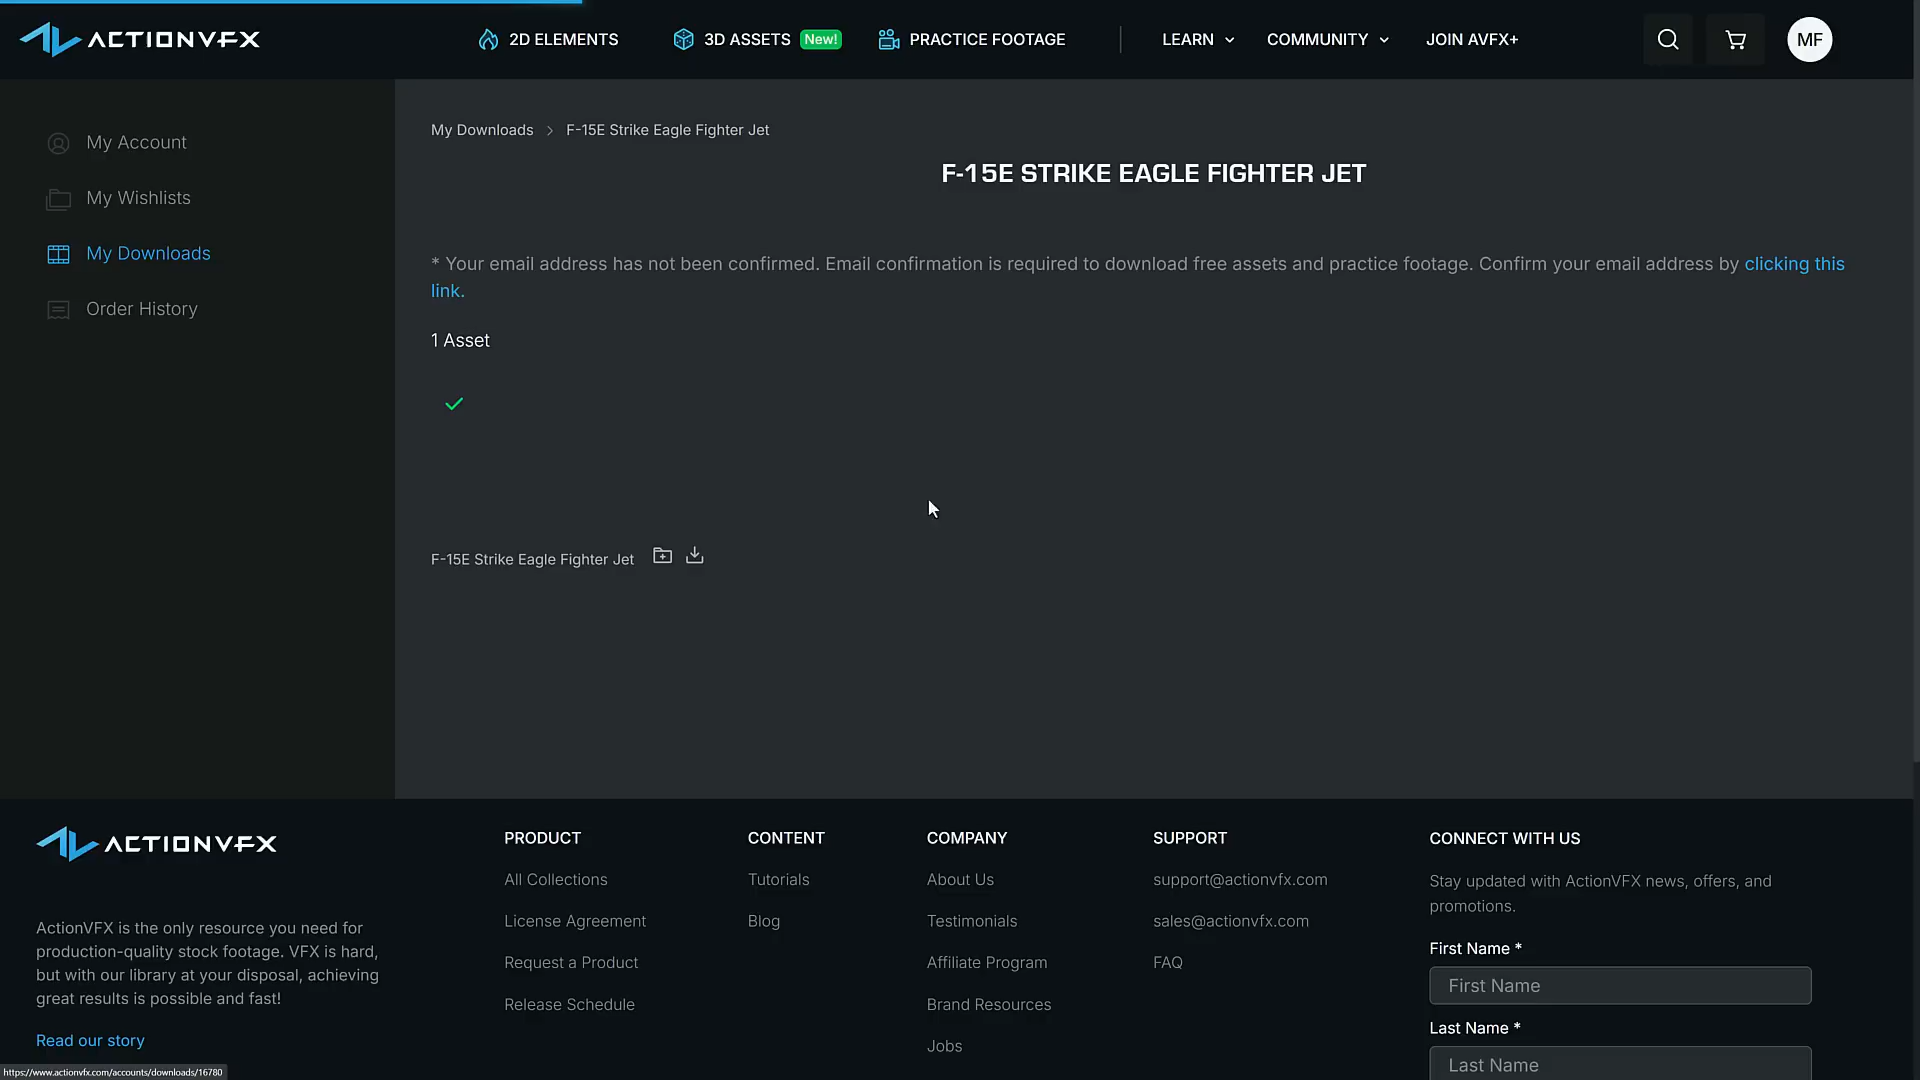 ACTIONVFX
2D ELEMENTS
3D ASSETS New!
PRACTICE FOOTAGE
LEARN
COMMUNITY
JOIN AVFX+
MF
My Account
My Wishlists
My Downloads
Order History
My Downloads > F-15E Strike Eagle Fighter Jet
F-15E STRIKE EAGLE FIGHTER JET
* Your email address has not been confirmed. Email confirmation is required to download free assets and practice footage. Confirm your email address by clicking this
link.
1 Asset
F-15E Strike Eagle Fighter Jet
ACTIONVFX
ActionVFX is the only resource you need for
production-quality stock footage. VFX is hard,
but with our library at your disposal, achieving
great results is possible and fast!
Read our story
PRODUCT
All Collections
License Agreement
Request a Product
Release Schedule
CONTENT
Tutorials
Blog
COMPANY
About Us
Testimonials
Affiliate Program
Brand Resources
Jobs
SUPPORT
support@actionvfx.com
sales@actionvfx.com
FAQ
CONNECT WITH US
Stay updated with ActionVFX news, offers, and
promotions.
First Name *
First Name
Last Name *
Last Name
https://www.actionvfx.com/accounts/downloads/16780